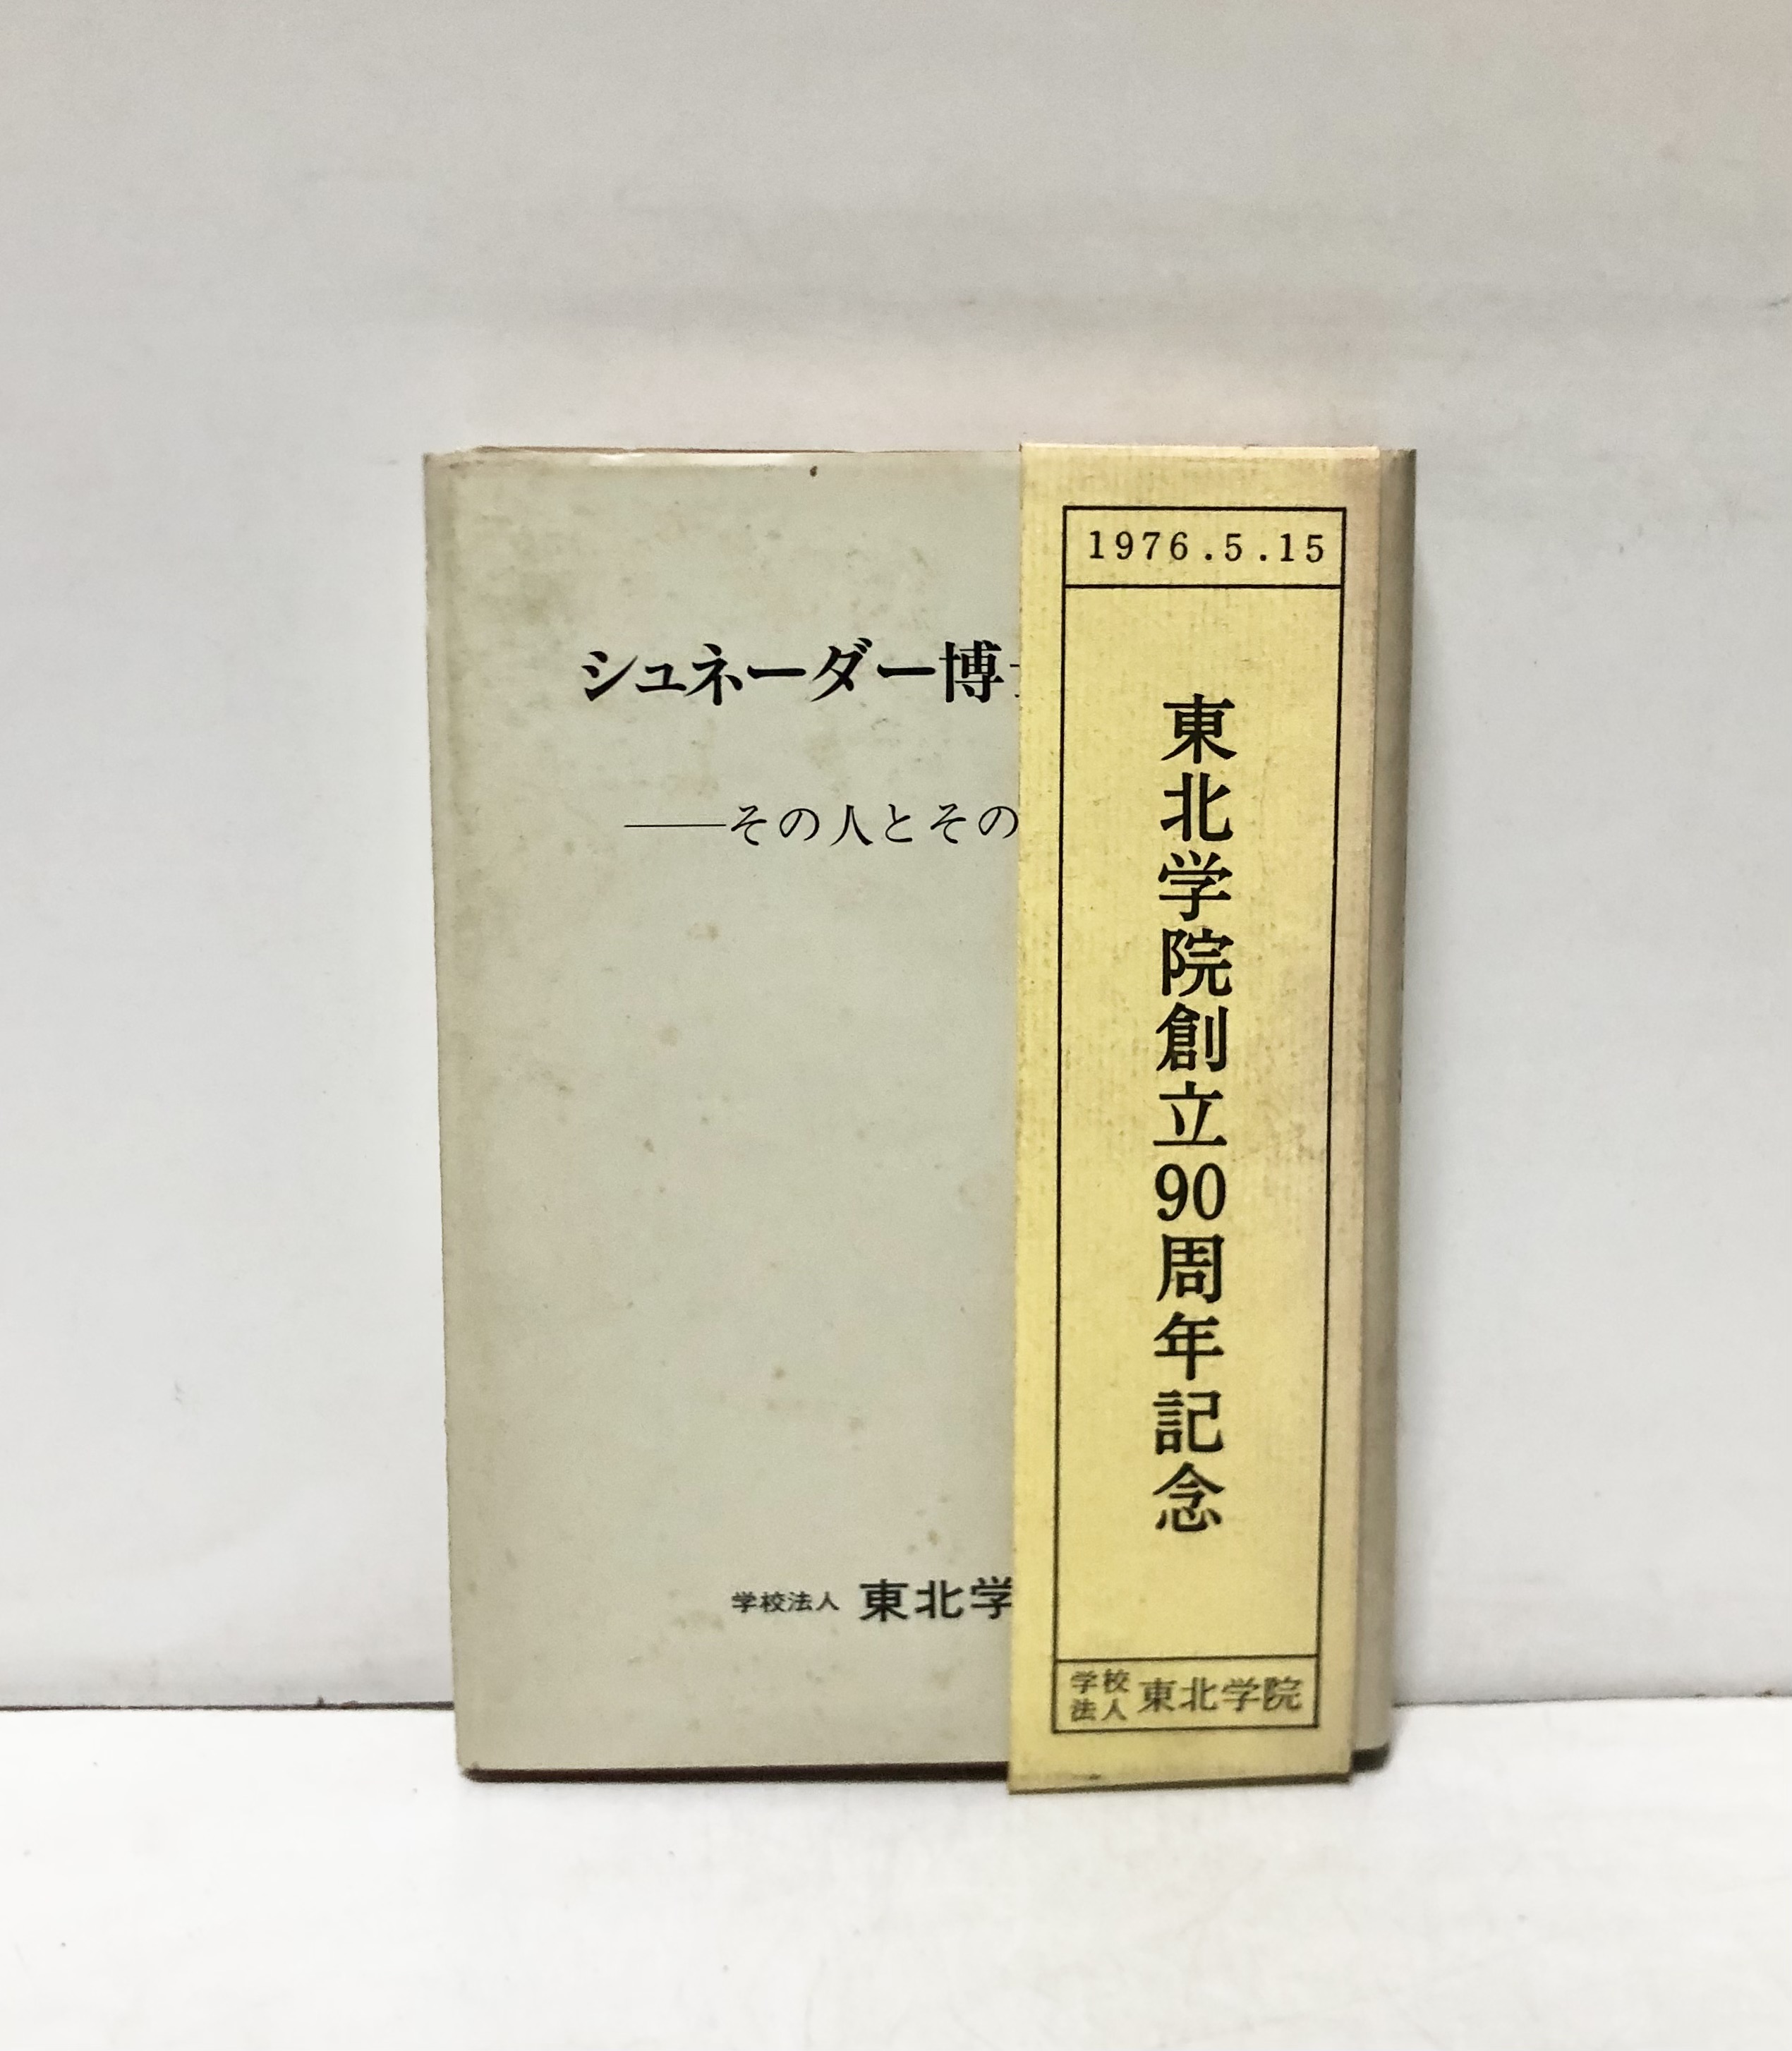 シュネーダー博
——その人とその
学校法人 東北学
1976.5.15
東北学院創立90周年記念
学校法人 東北学院